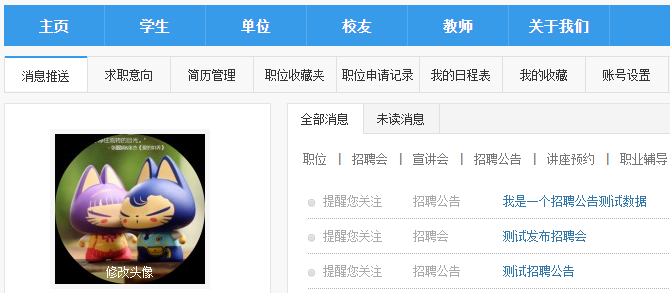 主页 学生 单位 校友 教师 关于我们
消息推送 求职意向 简历管理 职位收藏夹 职位申请记录 我的日程表 我的收藏 账号设置
全部消息 未读消息
职位 招聘会 宣讲会 招聘公告 讲座预约 职业辅导
提醒您关注 招聘公告 我是一个招聘公告测试数据
提醒您关注 招聘会 测试发布招聘会
提醒您关注 招聘公告 测试招聘公告
修改头像